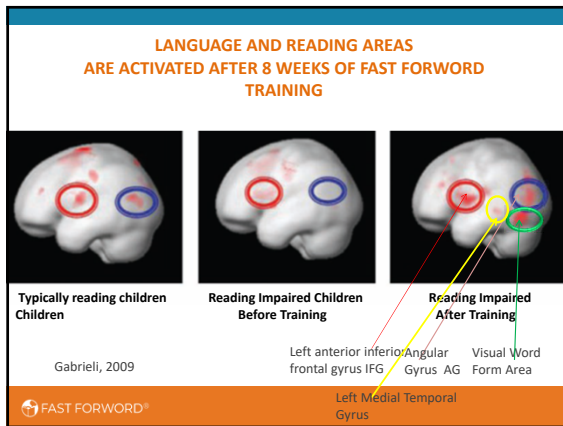 LANGUAGE AND READING AREAS
ARE ACTIVATED AFTER 8 WEEKS OF FAST FORWORD
TRAINING
Typically reading children
Children
Reading Impaired Children
Before Training
Reading Impaired
After Training
Gabrieli, 2009
Left anterior inferior
frontal gyrus IFG
Angular
Gyrus AG
Visual Word
Form Area
Left Medial Temporal
Gyrus
FAST FORWORD®